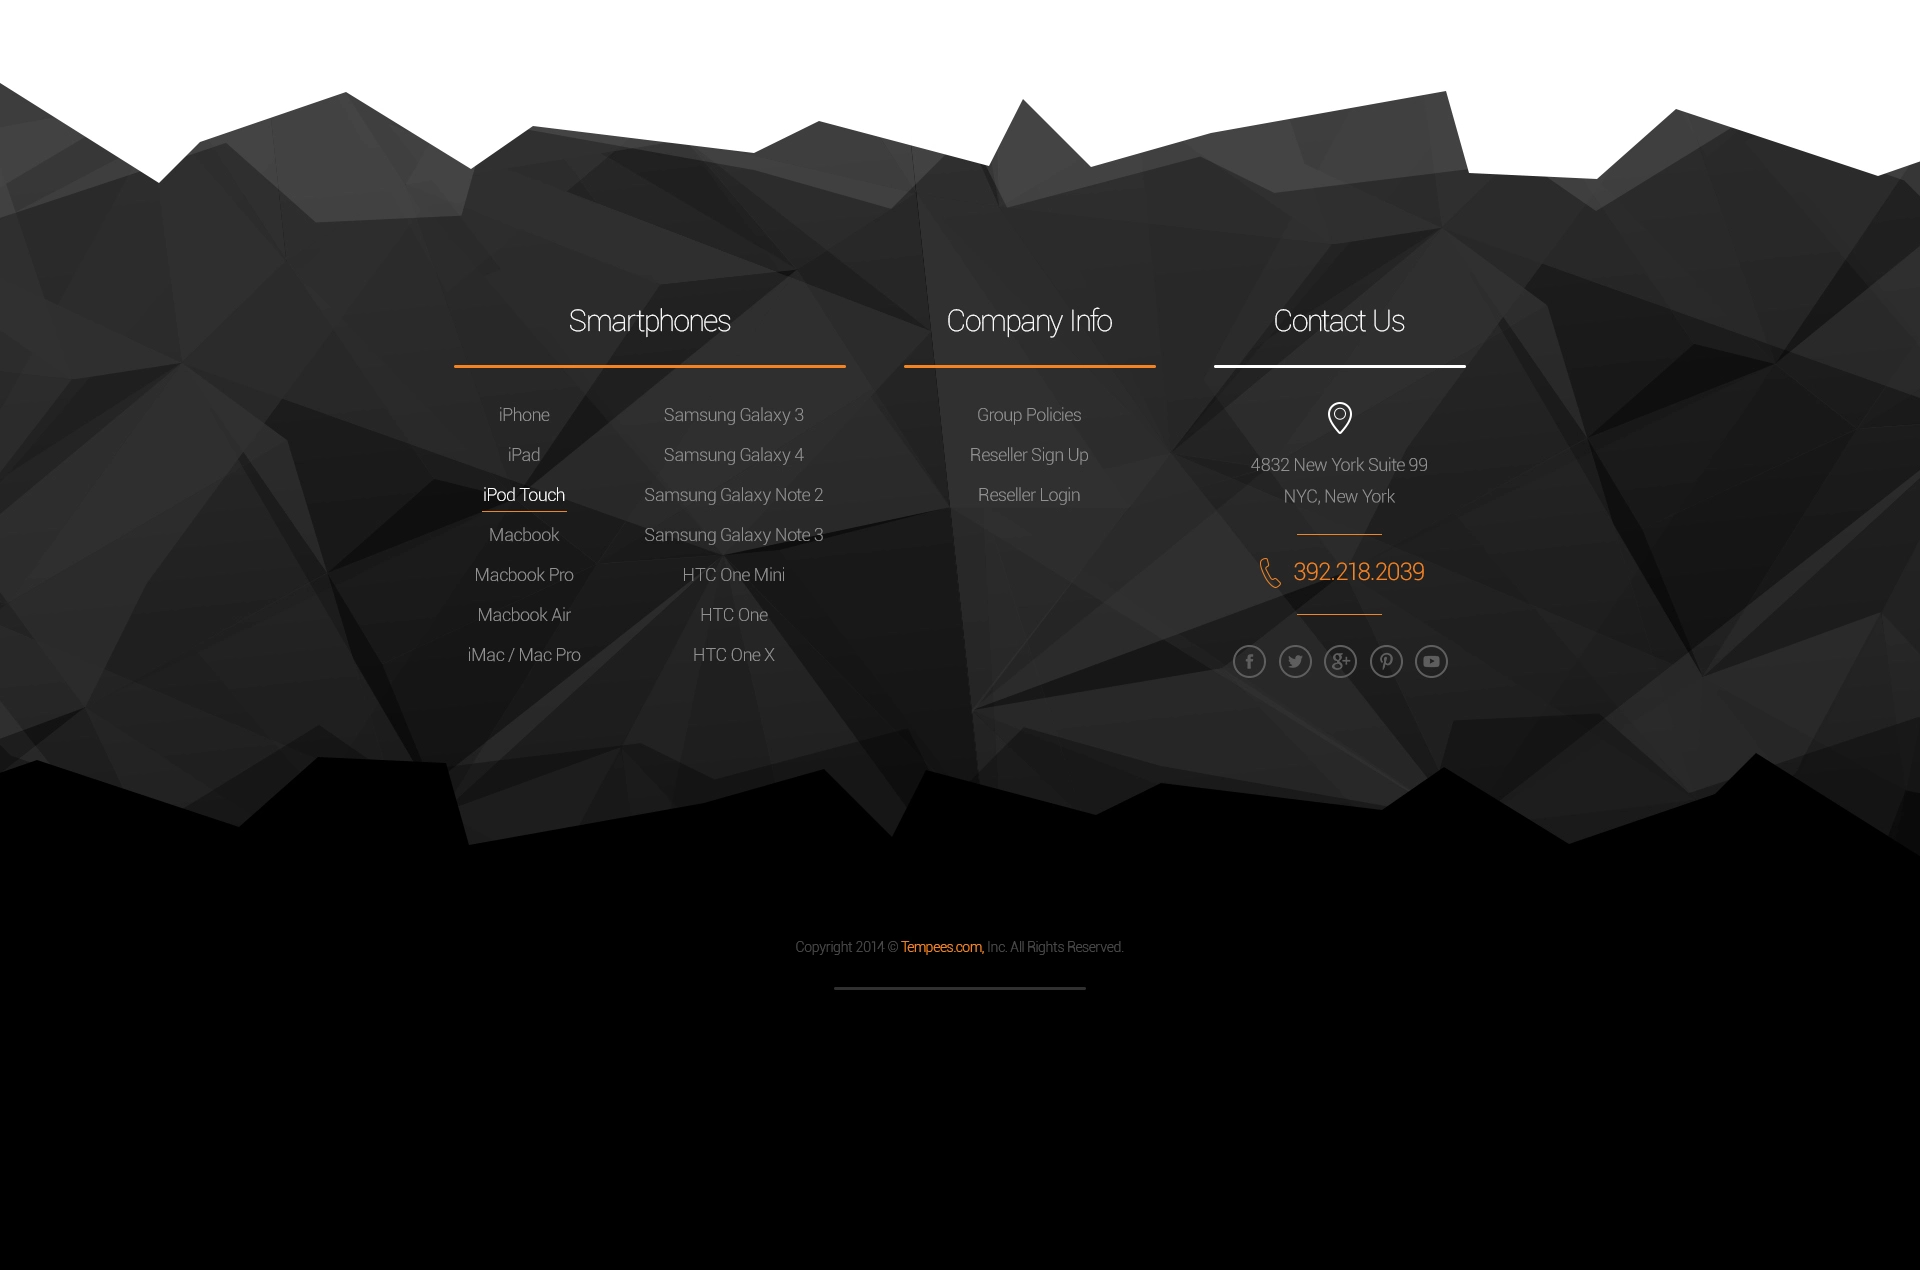 Smartphones
iPhone
iPad
iPod Touch
Macbook
Macbook Pro
Macbook Air
iMac / Mac Pro
Samsung Galaxy 3
Samsung Galaxy 4
Samsung Galaxy Note 2
Samsung Galaxy Note 3
HTC One Mini
HTC One
HTC One X
Company Info
Group Policies
Reseller Sign Up
Reseller Login
Contact Us
4832 New York Suite 99
NYC, New York
392.218.2039
Copyright 2014 © Tempees.com, Inc. All Rights Reserved.